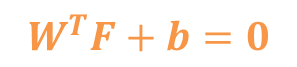 W^T F + b = 0